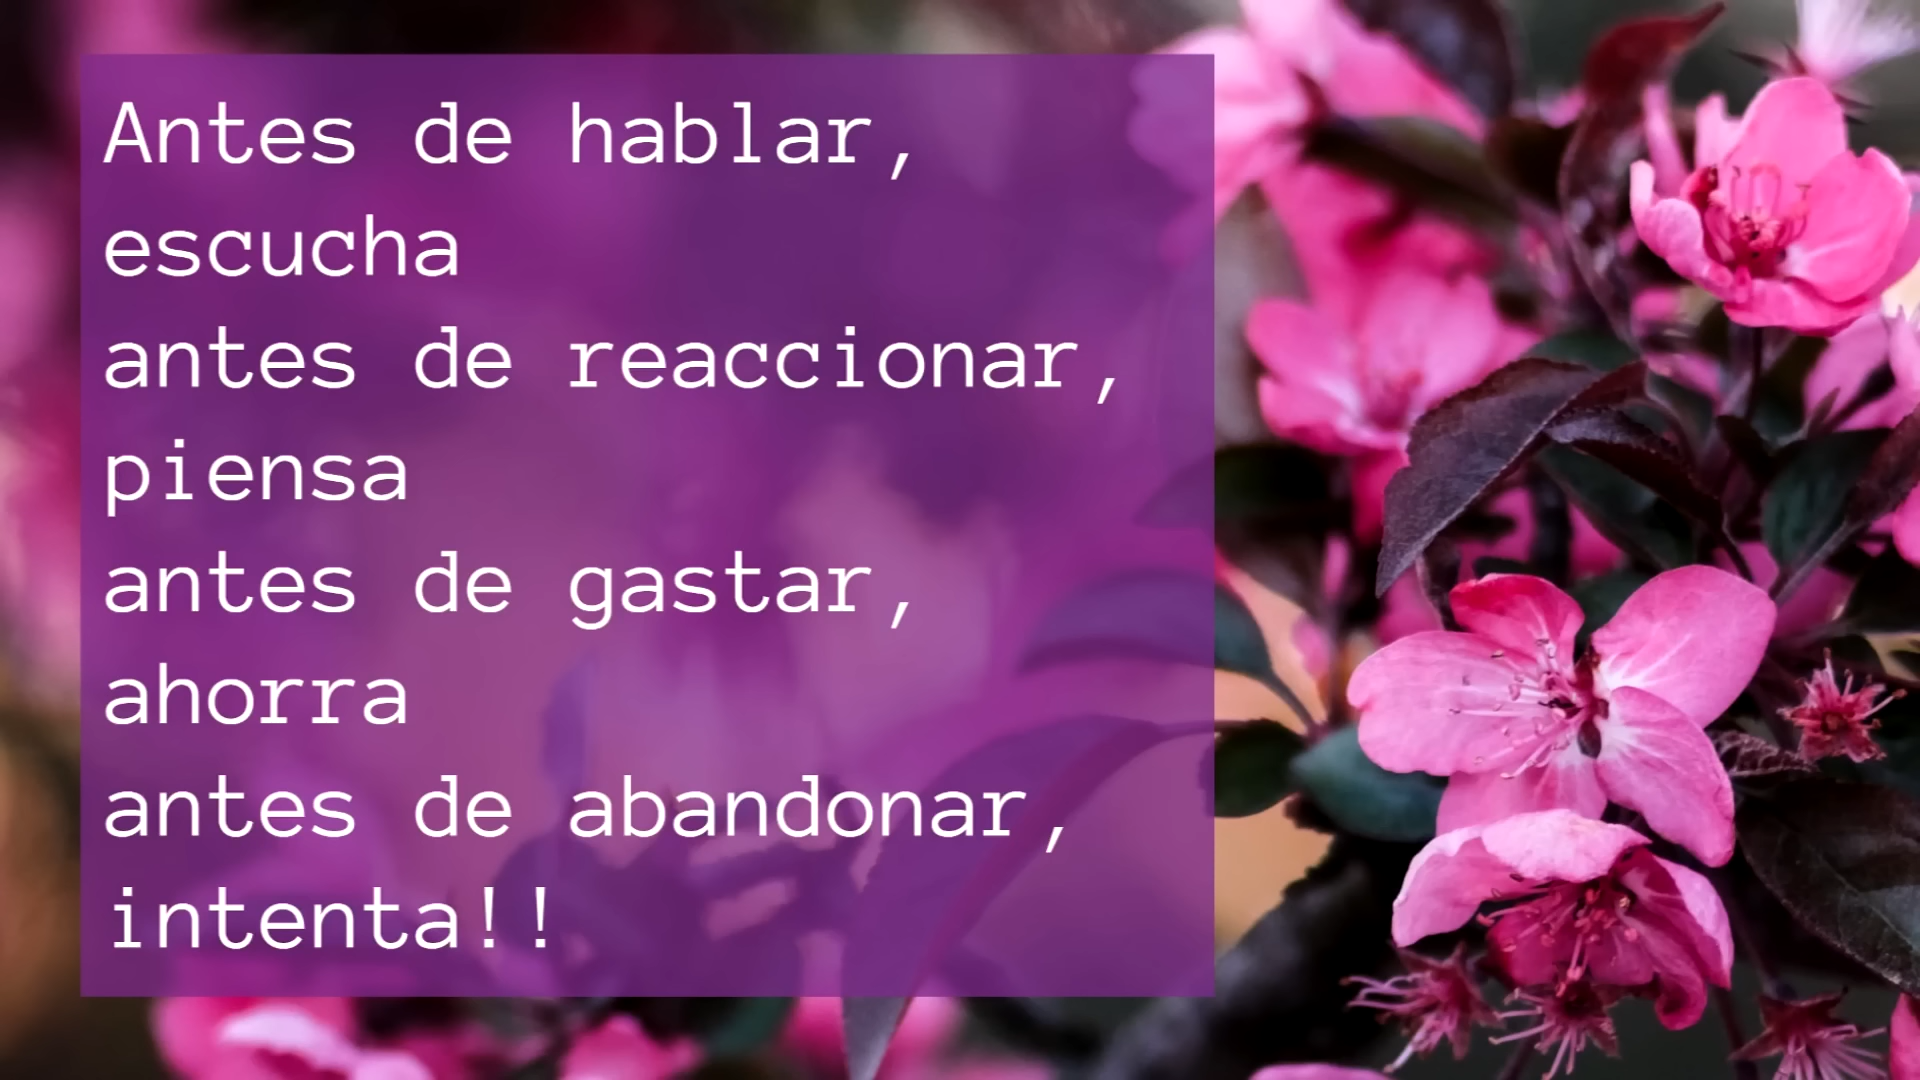 Antes de hablar,
escucha
antes de reaccionar,
piensa
antes de gastar,
ahorra
antes de abandonar,
intenta!!